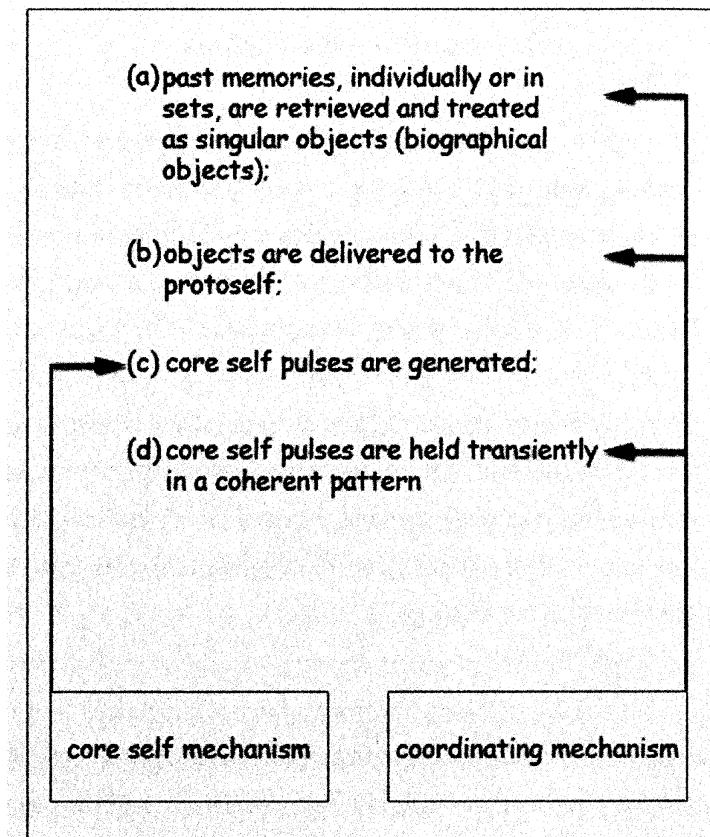 (a) past memories, individually or in
sets, are retrieved and treated
as singular objects (biographical
objects);
(b) objects are delivered to the
protoself;
(c) core self pulses are generated;
(d) core self pulses are held transiently
in a coherent pattern
core self mechanism
coordinating mechanism